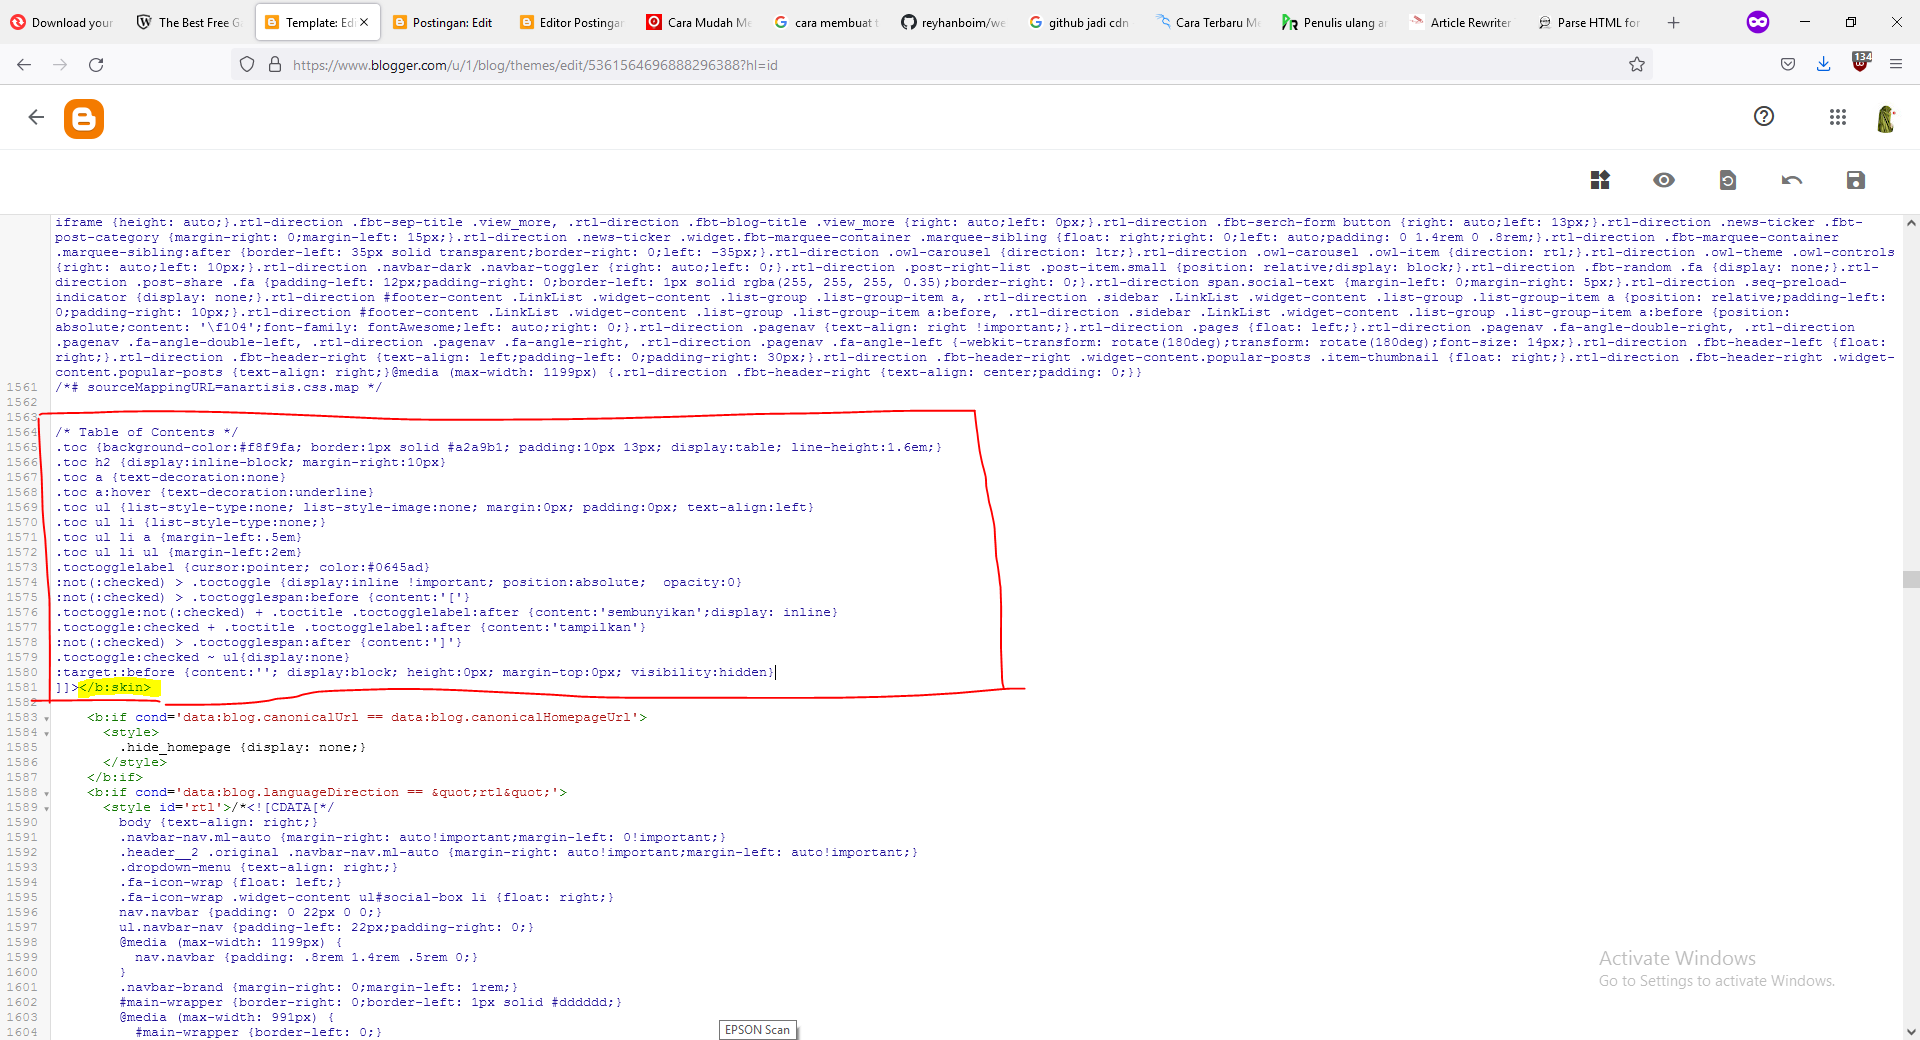 Download your
The Best Free G
Template: Edi
Postingan: Edit
Editor Postingan
Cara Mudah Me
cara membuat t
reyhanboim/we
github jadi cdn
Cara Terbaru Me
Penulis ulang ar
Article Rewriter
Parse HTML for
https://www.blogger.com/u/1/blog/themes/edit/5361564696888296388?hl=id
134
iframe {height: auto;}.rtl-direction .fbt-sep-title .view_more, .rtl-direction .fbt-blog-title .view_more {right: auto;left: 0px;}.rtl-direction .fbt-serch-form button {right: auto;left: 13px;}.rtl-direction .news-ticker .fbt-
post-category {margin-right: 0;margin-left: 15px;}.rtl-direction .news-ticker .widget.fbt-marquee-container .marquee-sibling {float: right;right: 0;left: auto;padding: 0 1.4rem 0 .8rem;}.rtl-direction .fbt-marquee-container
.marquee-sibling:after {border-left: 35px solid transparent;border-right: 0;left: -35px;}.rtl-direction .owl-carousel {direction: ltr;}.rtl-direction .owl-carousel .owl-item {direction: rtl;}.rtl-direction .owl-theme .owl-controls
{right: auto;left: 10px;}.rtl-direction .navbar-dark .navbar-toggler {right: auto;left: 0;}.rtl-direction .post-right-list .post-item.small {position: relative;display: block;}.rtl-direction .fbt-random .fa {display: none;}.rtl-
direction .post-share .fa {padding-left: 12px;padding-right: 0;border-left: 1px solid rgba(255, 255, 255, 0.35);border-right: 0;}.rtl-direction span.social-text {margin-left: 0;margin-right: 5px;}.rtl-direction .seq-preload-
indicator {display: none;}.rtl-direction #footer-content .LinkList .widget-content .list-group .list-group-item a, .rtl-direction .sidebar .LinkList .widget-content .list-group .list-group-item a {position: relative;padding-left:
0;padding-right: 10px;}.rtl-direction #footer-content .LinkList .widget-content .list-group .list-group-item a:before, .rtl-direction .sidebar .LinkList .widget-content .list-group .list-group-item a:before {position:
absolute;content: '\f104';font-family: fontAwesome;left: auto;right: 0;}.rtl-direction .pagenav {text-align: right !important;}.rtl-direction .pages {float: left;}.rtl-direction .pagenav .fa-angle-double-right, .rtl-direction
.pagenav .fa-angle-double-left, .rtl-direction .pagenav .fa-angle-right, .rtl-direction .pagenav .fa-angle-left {-webkit-transform: rotate(180deg);transform: rotate(180deg);font-size: 14px;}.rtl-direction .fbt-header-left {float:
right;}.rtl-direction .fbt-header-right {text-align: left;padding-left: 0;padding-right: 30px;}.rtl-direction .fbt-header-right .widget-content.popular-posts .item-thumbnail {float: right;}.rtl-direction .fbt-header-right .widget-
content.popular-posts {text-align: right;}@media (max-width: 1199px) {.rtl-direction .fbt-header-right {text-align: center;padding: 0;}}
1561 /*# sourceMappingURL=anartisis.css.map */
1562
1563
1564 /* Table of Contents */
1565 .toc {background-color:#f8f9fa; border:1px solid #a2a9b1; padding:10px 13px; display:table; line-height:1.6em;}
1566 .toc h2 {display:inline-block; margin-right:10px}
1567 .toc a {text-decoration:none}
1568 .toc a:hover {text-decoration:underline}
1569 .toc ul {list-style-type:none; list-style-image:none; margin:0px; padding:0px; text-align:left}
1570 .toc ul li {list-style-type:none;}
1571 .toc ul li a {margin-left:.5em}
1572 .toc ul li ul {margin-left:2em}
1573 .toctogglelabel {cursor:pointer; color:#0645ad}
1574 :not(:checked) > .toctoggle {display:inline !important; position:absolute;  opacity:0}
1575 :not(:checked) > .toctogglespan:before {content:'['}
1576 .toctoggle:not(:checked) + .toctitle .toctogglelabel:after {content:'sembunyikan';display: inline}
1577 .toctoggle:checked + .toctitle .toctogglelabel:after {content:'tampilkan'}
1578 :not(:checked) > .toctogglespan:after {content:']'}
1579 .toctoggle:checked ~ ul{display:none}
1580 :target::before {content:''; display:block; height:0px; margin-top:0px; visibility:hidden}
1581 ]]></b:skin>
1582
1583 <b:if cond='data:blog.canonicalUrl == data:blog.canonicalHomepageUrl'>
1584 <style>
1585 .hide_homepage {display: none;}
1586 </style>
1587 </b:if>
1588 <b:if cond='data:blog.languageDirection == &quot;rtl&quot;'>
1589 <style id='rtl'>/*<![CDATA[*/
1590 body {text-align: right;}
1591 .navbar-nav.ml-auto {margin-right: auto!important;margin-left: 0!important;}
1592 .header__2 .original .navbar-nav.ml-auto {margin-right: auto!important;margin-left: auto!important;}
1593 .dropdown-menu {text-align: right;}
1594 .fa-icon-wrap {float: left;}
1595 .fa-icon-wrap .widget-content ul#social-box li {float: right;}
1596 nav.navbar {padding: 0 22px 0 0;}
1597 ul.navbar-nav {padding-left: 22px;padding-right: 0;}
1598 @media (max-width: 1199px) {
1599 nav.navbar {padding: .8rem 1.4rem .5rem 0;}
1600 }
1601 .navbar-brand {margin-right: 0;margin-left: 1rem;}
1602 #main-wrapper {border-right: 0;border-left: 1px solid #dddddd;}
1603 @media (max-width: 991px) {
1604 #main-wrapper {border-left: 0;}
Activate Windows
Go to Settings to activate Windows.
EPSON Scan